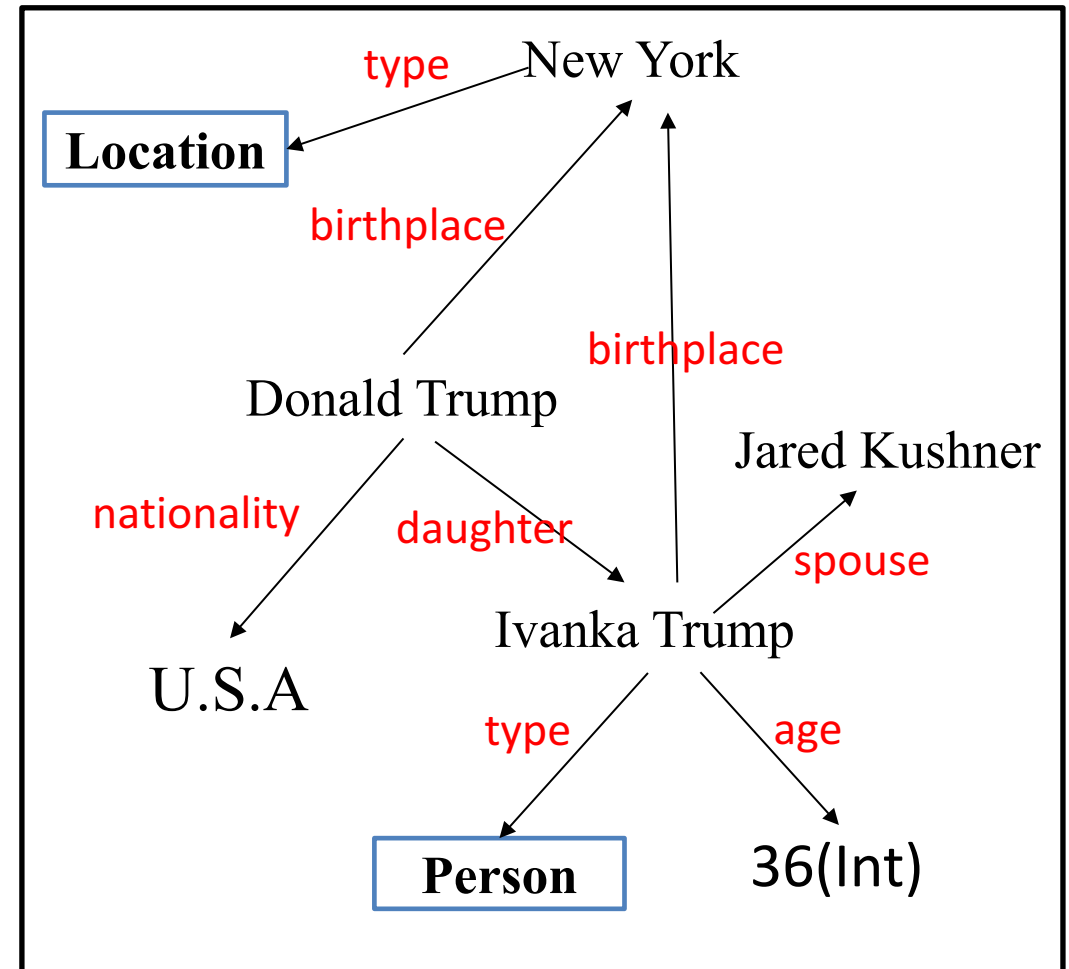 New York
type
Location
birthplace
birthplace
Donald Trump
Jared Kushner
nationality
daughter
spouse
Ivanka Trump
U.S.A
type
age
Person
36(Int)